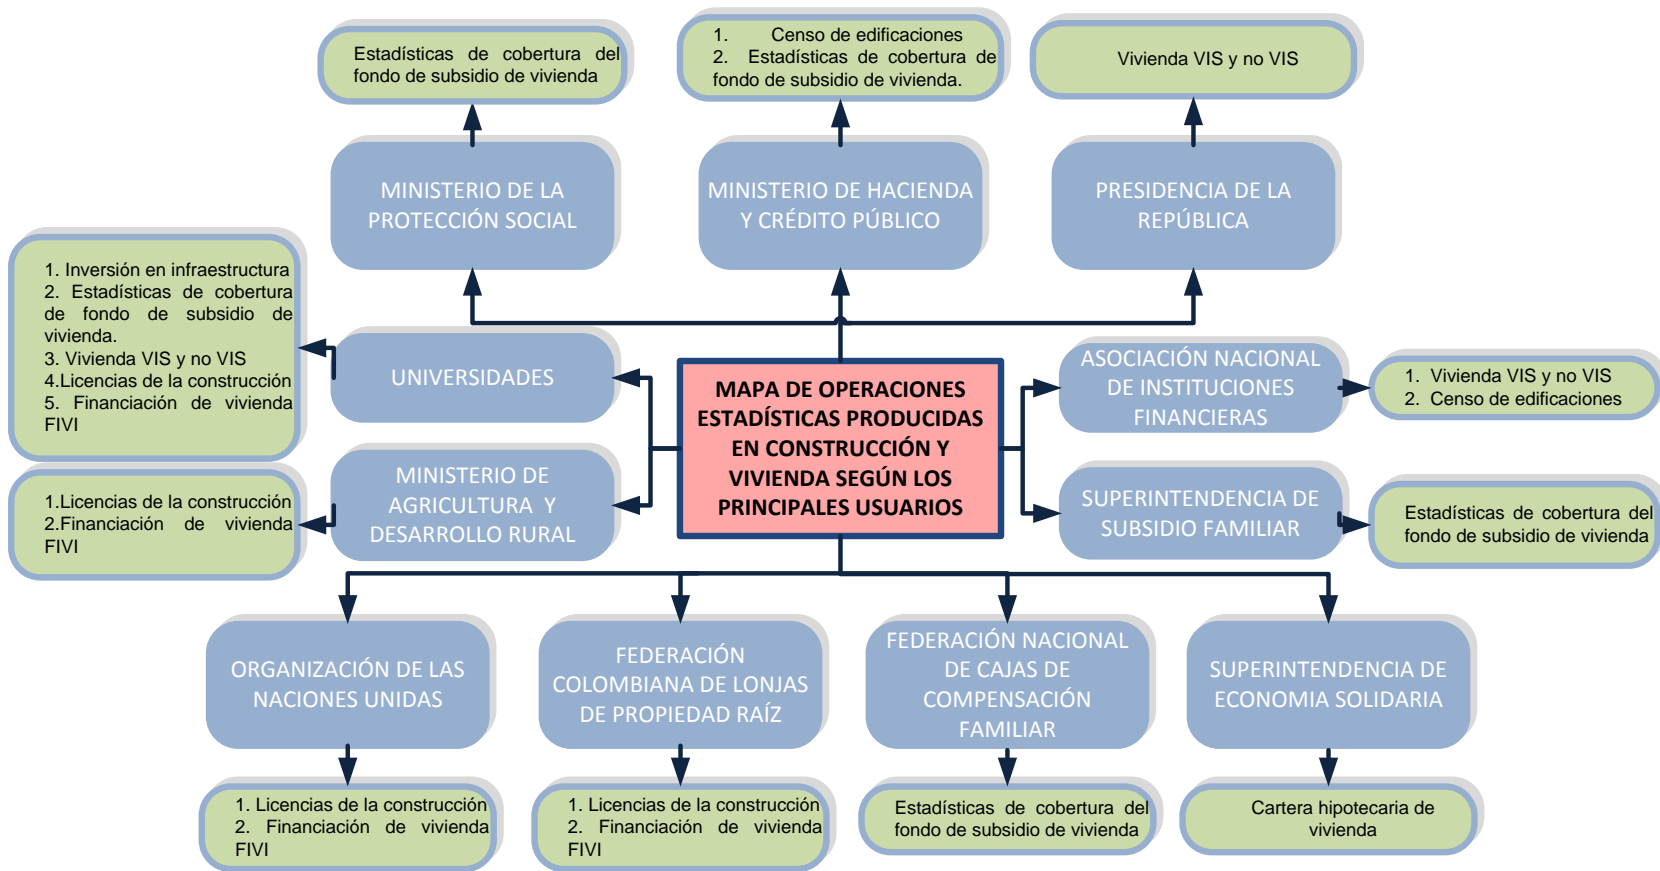 Estadísticas de cobertura del
fondo de subsidio de vivienda
1. Censo de edificaciones
2. Estadísticas de cobertura de
fondo de subsidio de vivienda.
Vivienda VIS y no VIS
MINISTERIO DE LA
PROTECCIÓN SOCIAL
MINISTERIO DE HACIENDA
Y CRÉDITO PÚBLICO
PRESIDENCIA DE LA
REPÚBLICA
1. Inversión en infraestructura
2. Estadísticas de cobertura
de fondo de subsidio de
vivienda.
3. Vivienda VIS y no VIS
4.Licencias de la construcción
5. Financiación de vivienda
FIVI
UNIVERSIDADES
MAPA DE OPERACIONES
ESTADÍSTICAS PRODUCIDAS
EN CONSTRUCCIÓN Y
VIVIENDA SEGÚN LOS
PRINCIPALES USUARIOS
ASOCIACIÓN NACIONAL
DE INSTITUCIONES
FINANCIERAS
1. Vivienda VIS y no VIS
2. Censo de edificaciones
1.Licencias de la construcción
2.Financiación de vivienda
FIVI
MINISTERIO DE
AGRICULTURA Y
DESARROLLO RURAL
SUPERINTENDENCIA DE
SUBSIDIO FAMILIAR
Estadísticas de cobertura del
fondo de subsidio de vivienda
ORGANIZACIÓN DE LAS
NACIONES UNIDAS
FEDERACIÓN
COLOMBIANA DE LONJAS
DE PROPIEDAD RAÍZ
FEDERACIÓN NACIONAL
DE CAJAS DE
COMPENSACIÓN
FAMILIAR
SUPERINTENDENCIA DE
ECONOMIA SOLIDARIA
1. Licencias de la construcción
2. Financiación de vivienda
FIVI
1. Licencias de la construcción
2. Financiación de vivienda
FIVI
Estadísticas de cobertura del
fondo de subsidio de vivienda
Cartera hipotecaria de
vivienda